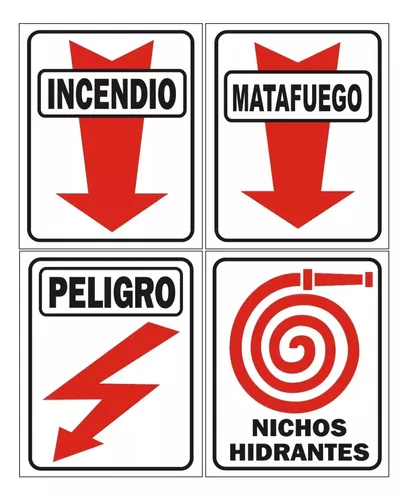 INCENDIO
MATAFUEGO
PELIGRO
NICHOS
HIDRANTES